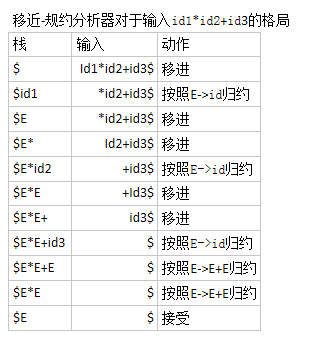 移近-规约分析器对于输入id1*id2+id3的格局
栈 输入 动作
$ Id1*id2+id3$ 移进
$id1 *id2+id3$ 按照E->id归约
$E *id2+id3$ 移进
$E* Id2+id3$ 移进
$E*id2 +id3$ 按照E->id归约
$E*E +Id3$ 移进
$E*E+ id3$ 移进
$E*E+id3 $ 按照E->id归约
$E*E+E $ 按照E->E+E归约
$E*E $ 按照E->E+E归约
$E $ 接受